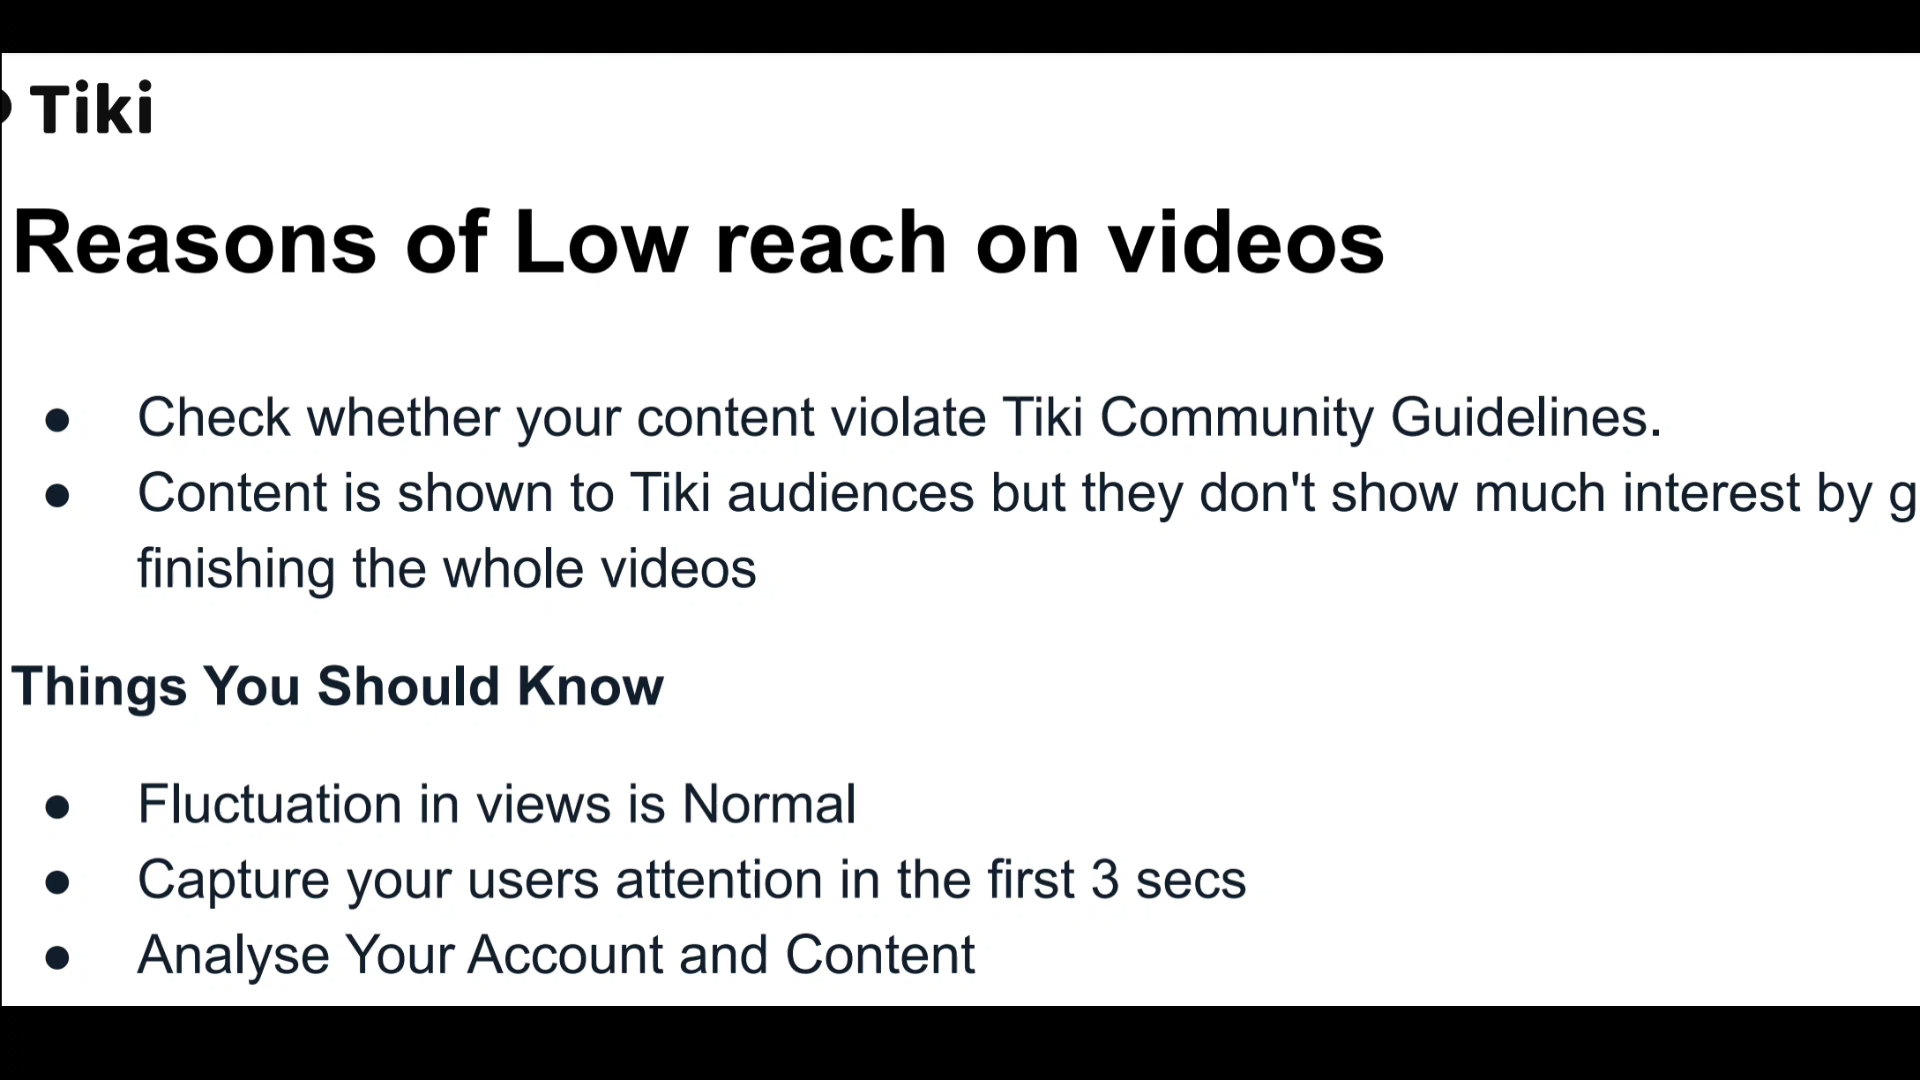 Tiki
Reasons of Low reach on videos
● Check whether your content violate Tiki Community Guidelines.
● Content is shown to Tiki audiences but they don't show much interest by
finishing the whole videos
Things You Should Know
● Fluctuation in views is Normal
● Capture your users attention in the first 3 secs
● Analyse Your Account and Content